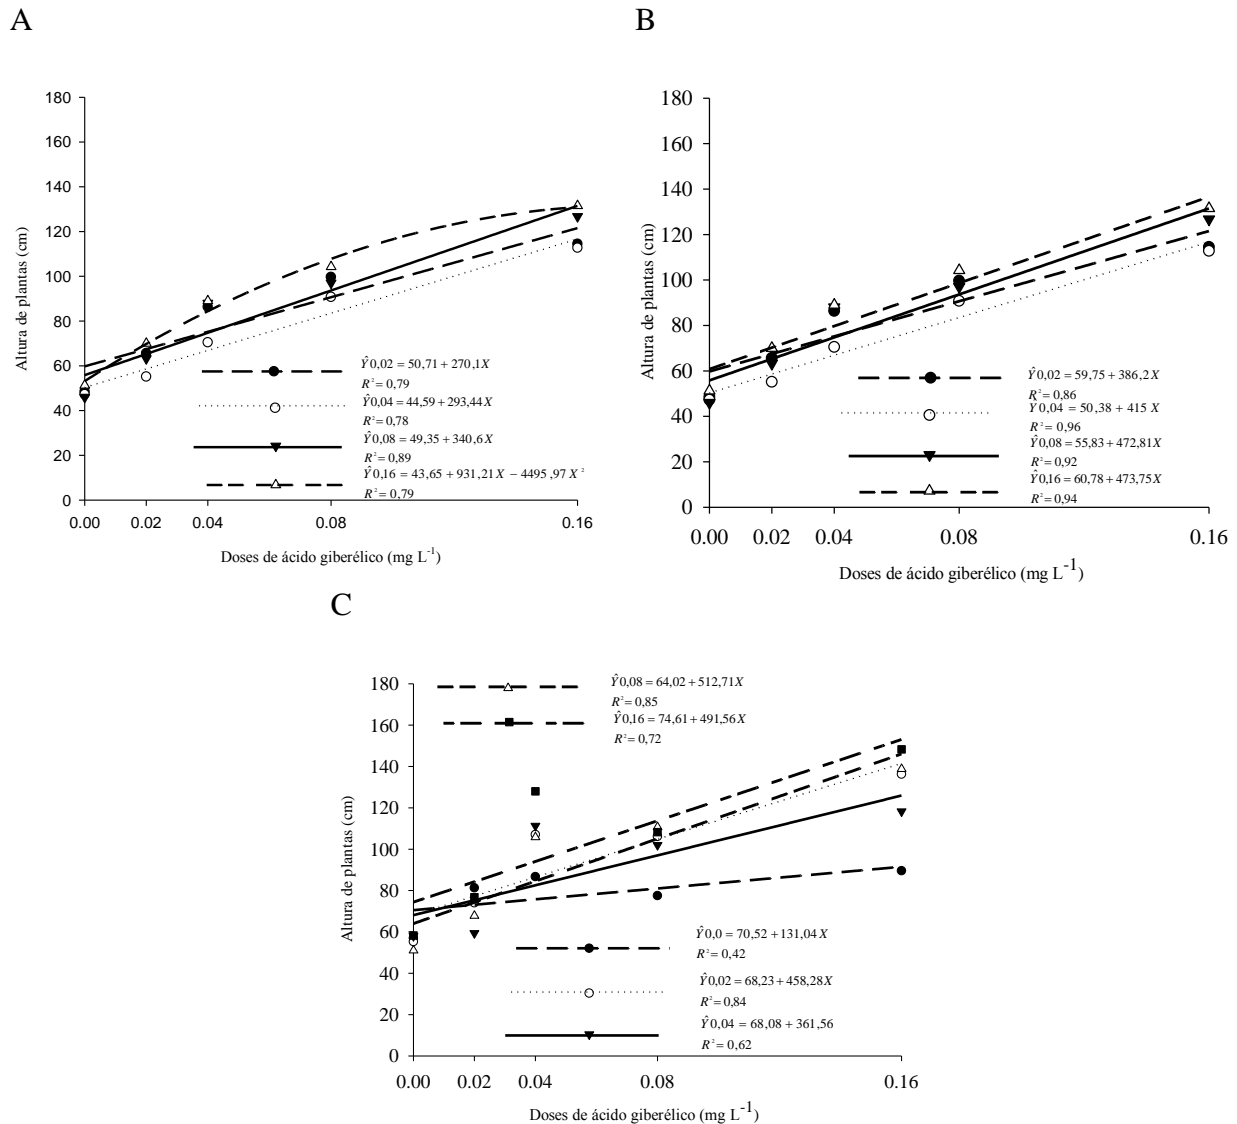 A
B
180
160
140
120
100
80
60
40
20
0
Altura de plantas (cm)
Ŷ0,02 = 50,71 + 270,1X
R² = 0,79
Ŷ0,04 = 44,59 + 293,44X
R² = 0,78
Ŷ0,08 = 49,35 + 340,6X
R² = 0,89
Ŷ0,16 = 43,65 + 931,21X − 4495,97X²
R² = 0,79
0.00 0.02 0.04 0.08 0.16
Doses de ácido giberélico (mg L⁻¹)
180
160
140
120
100
80
60
40
20
0
Altura de plantas (cm)
Ŷ0,02 = 59,75 + 386,2X
R² = 0,86
Ŷ0,04 = 50,38 + 415 X
R² = 0,96
Ŷ0,08 = 55,83 + 472,81X
R² = 0,92
Ŷ0,16 = 60,78 + 473,75X
R² = 0,94
0.00 0.02 0.04 0.08 0.16
Doses de ácido giberélico (mg L⁻¹)
C
180
160
140
120
100
80
60
40
20
0
Altura de plantas (cm)
Ŷ0,08 = 64,02 + 512,71X
R² = 0,85
Ŷ0,16 = 74,61 + 491,56X
R² = 0,72
Ŷ0,0 = 70,52 + 131,04X
R² = 0,42
Ŷ0,02 = 68,23 + 458,28X
R² = 0,84
Ŷ0,04 = 68,08 + 361,56
R² = 0,62
0.00 0.02 0.04 0.08 0.16
Doses de ácido giberélico (mg L⁻¹)